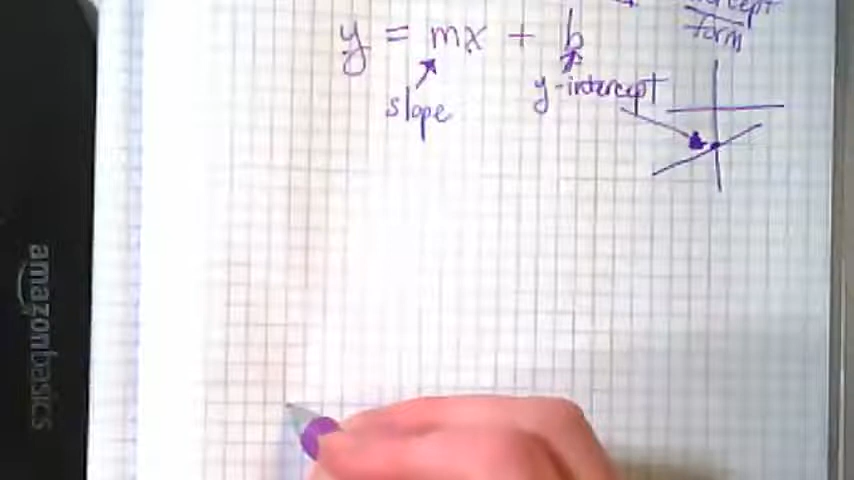 form
y = mx + b
slope
y-intercept
amazonbasics